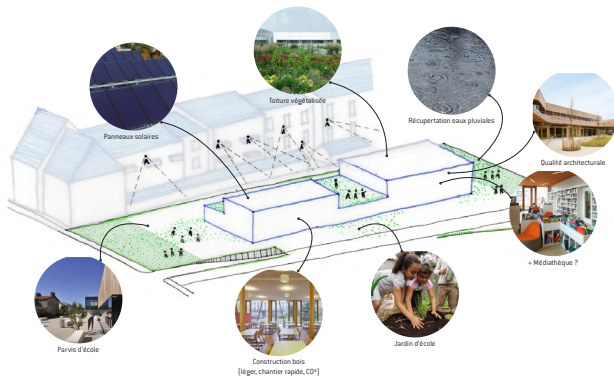 Panneaux solaires
Toiture végétalisée
Récupertation eaux pluviales
Qualité architecturale
+ Médiathèque ?
Parvis d'école
Construction bois
(léger, chantier rapide, CO²)
Jardin d'école